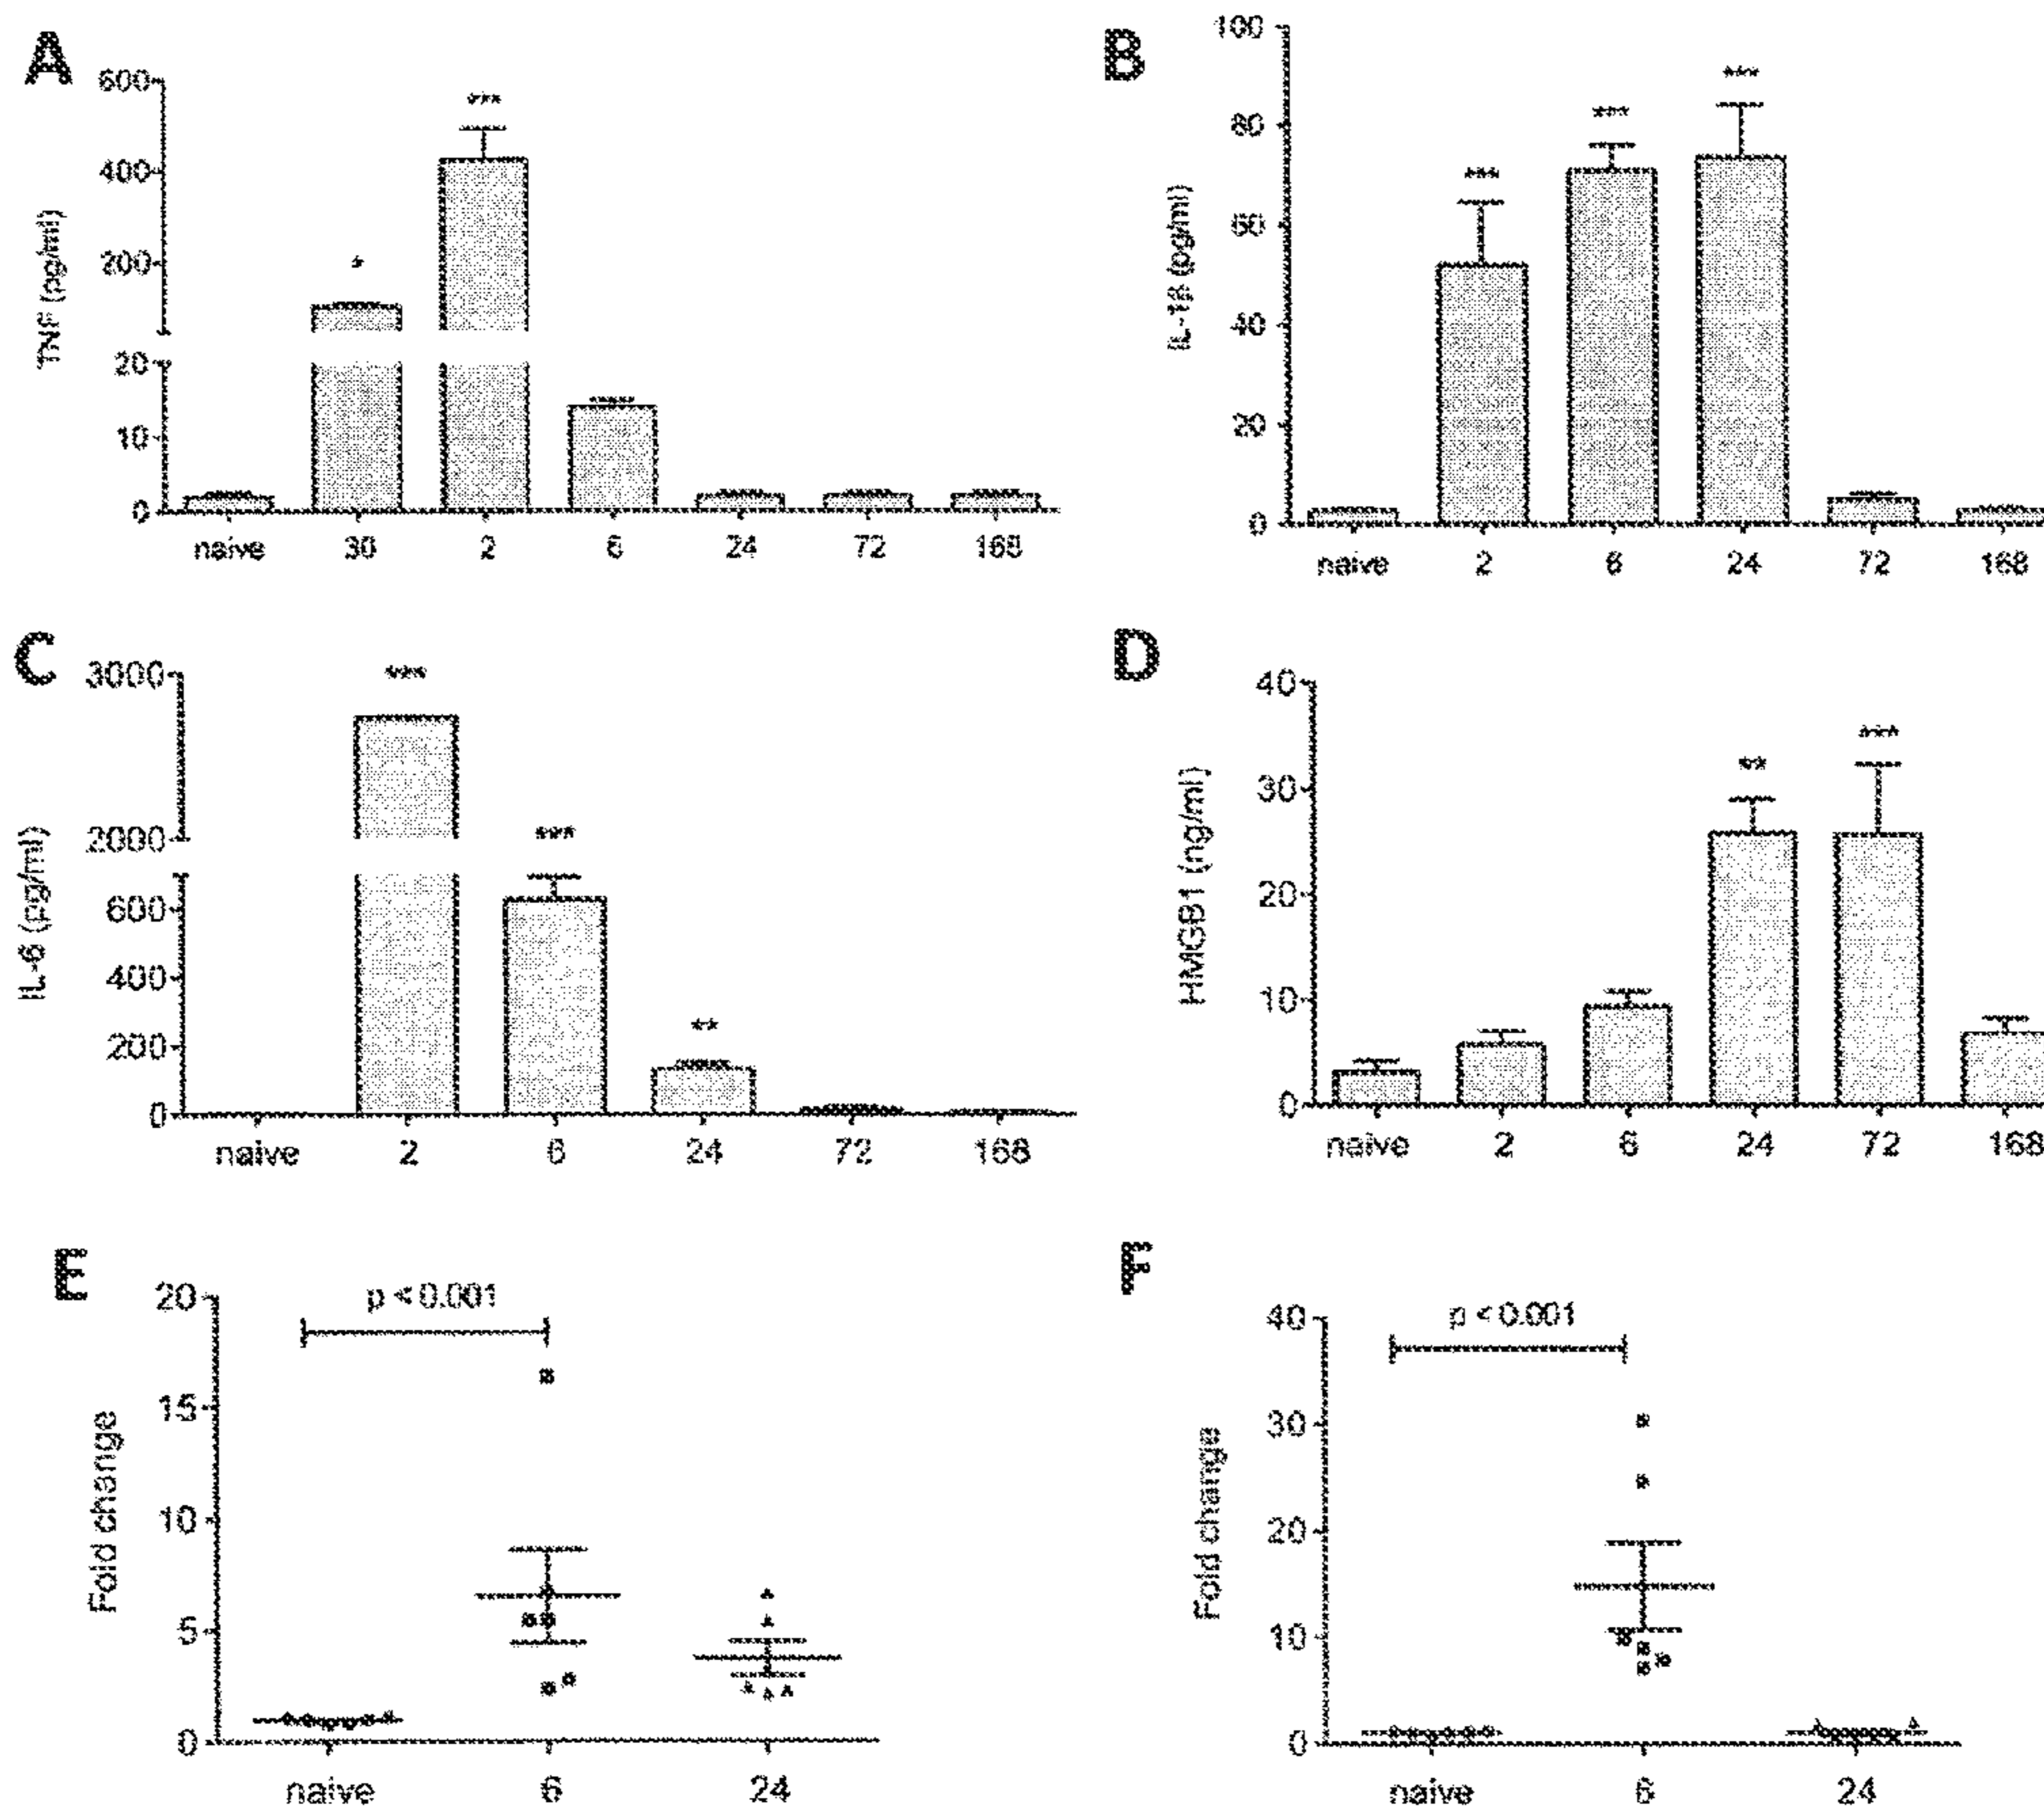 A
600
***
400
TNF (pg/ml)
200
*
20
10
0
naive 30 2 6 24 72 168
B
100
***
***
80
***
IL-1β (pg/ml)
60
40
20
0
naive 2 6 24 72 168
C
3000
***
2000
***
IL-6 (pg/ml)
600
400
200
**
0
naive 2 6 24 72 168
D
40
***
**
30
HMGB1 (ng/ml)
20
10
0
naive 2 6 24 72 168
E
20
p < 0.001
15
Fold change
10
5
0
naive 6 24
F
40
p < 0.001
30
Fold change
20
10
0
naive 6 24